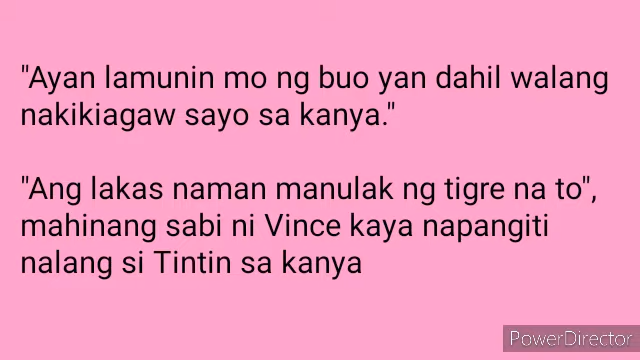 "Ayan lamunin mo ng buo yan dahil walang
nakikiagaw sayo sa kanya."
"Ang lakas naman manulak ng tigre na to",
mahinang sabi ni Vince kaya napangiti
nalang si Tintin sa kanya
PowerDirector